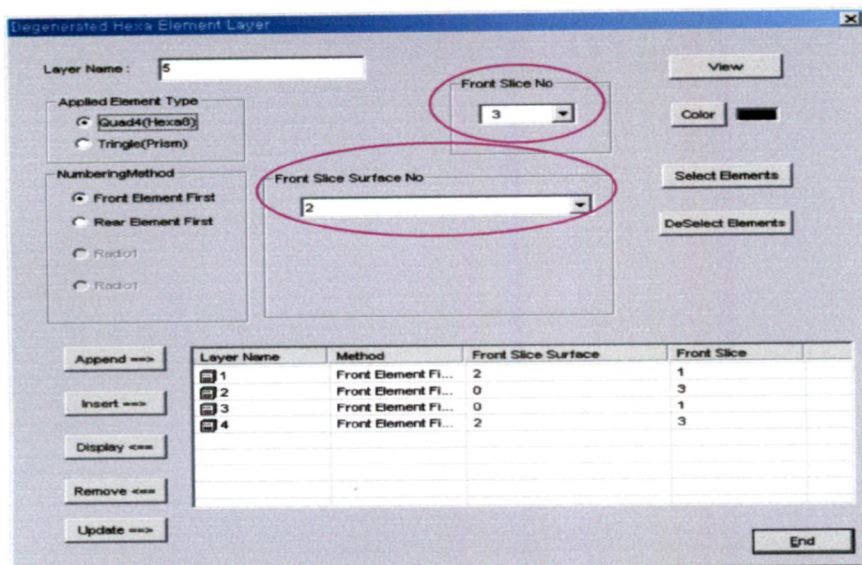 Degenerated Hexa Element Layer
Layer Name :
5
View
Front Slice No
3
Color
Applied Element Type
Quad4(Hexa8)
Tringle(Prism)
Select Elements
NumberingMethod
Front Element First
Rear Element First
Radio1
Radio1
Front Slice Surface No
2
DeSelect Elements
Append ==>
Insert ==>
Display <==
Remove <==
Update ==>
Layer Name Method Front Slice Surface Front Slice
1 Front Element Fi... 2 1
2 Front Element Fi... 0 3
3 Front Element Fi... 0 1
4 Front Element Fi... 2 3
End